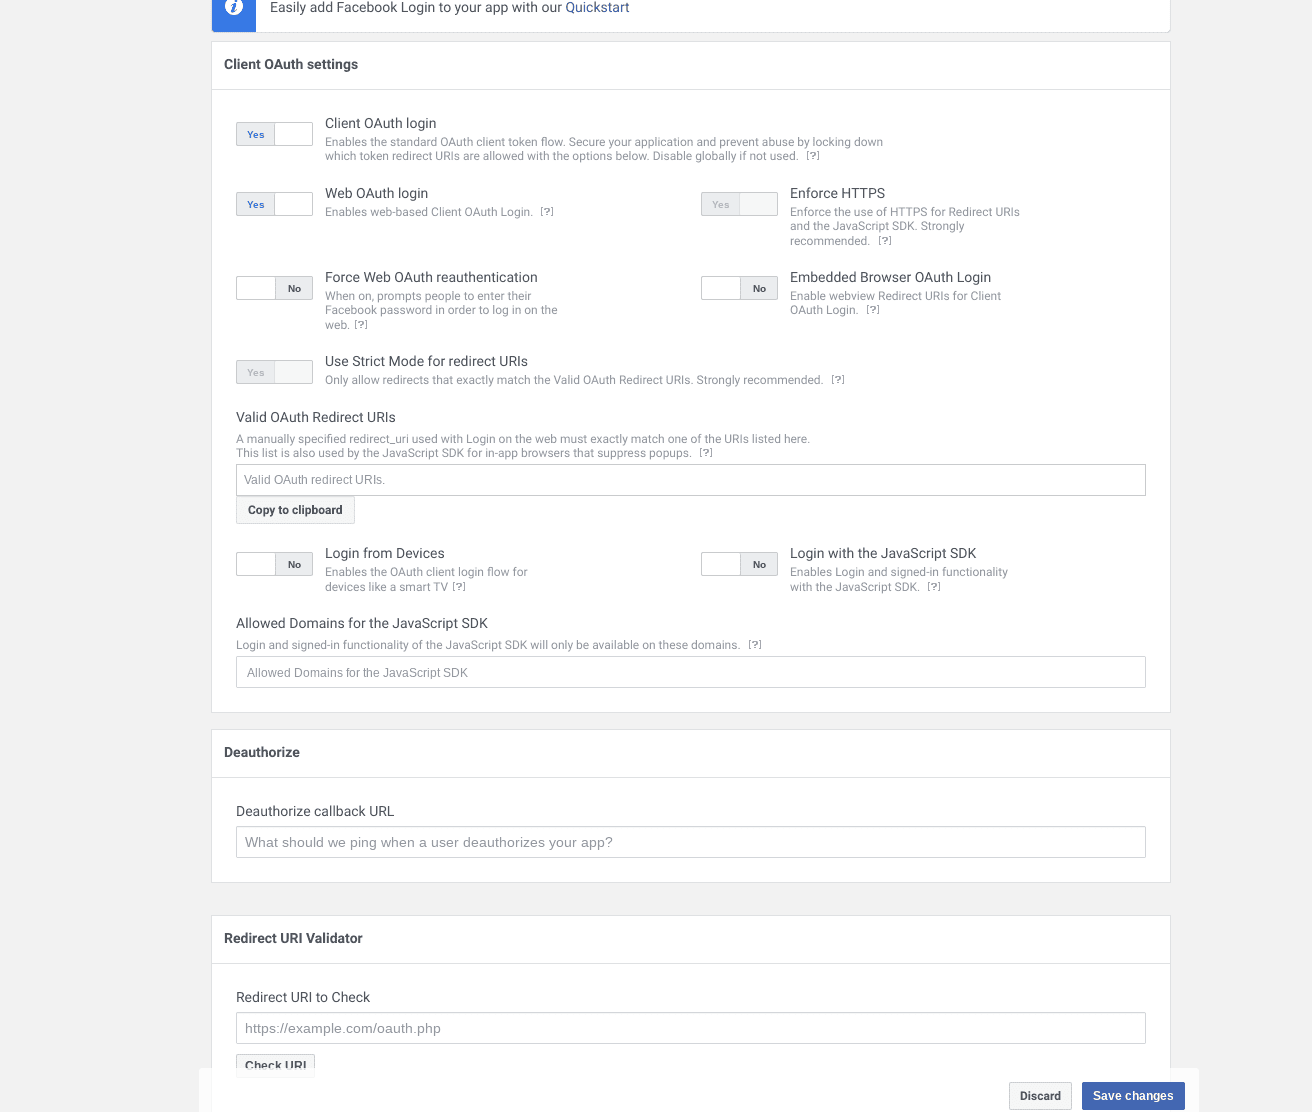 Easily add Facebook Login to your app with our Quickstart
Client OAuth settings
Yes
Client OAuth login
Enables the standard OAuth client token flow. Secure your application and prevent abuse by locking down
which token redirect URIs are allowed with the options below. Disable globally if not used. [?]
Yes
Web OAuth login
Enables web-based Client OAuth Login. [?]
Yes
Enforce HTTPS
Enforce the use of HTTPS for Redirect URIs
and the JavaScript SDK. Strongly
recommended. [?]
No
Force Web OAuth reauthentication
When on, prompts people to enter their
Facebook password in order to log in on the
web. [?]
No
Embedded Browser OAuth Login
Enable webview Redirect URIs for Client
OAuth Login. [?]
Yes
Use Strict Mode for redirect URIs
Only allow redirects that exactly match the Valid OAuth Redirect URIs. Strongly recommended. [?]
Valid OAuth Redirect URIs
A manually specified redirect_uri used with Login on the web must exactly match one of the URIs listed here.
This list is also used by the JavaScript SDK for in-app browsers that suppress popups. [?]
Valid OAuth redirect URIs.
Copy to clipboard
No
Login from Devices
Enables the OAuth client login flow for
devices like a smart TV [?]
No
Login with the JavaScript SDK
Enables Login and signed-in functionality
with the JavaScript SDK. [?]
Allowed Domains for the JavaScript SDK
Login and signed-in functionality of the JavaScript SDK will only be available on these domains. [?]
Allowed Domains for the JavaScript SDK
Deauthorize
Deauthorize callback URL
What should we ping when a user deauthorizes your app?
Redirect URI Validator
Redirect URI to Check
https://example.com/oauth.php
Check URI
Discard
Save changes